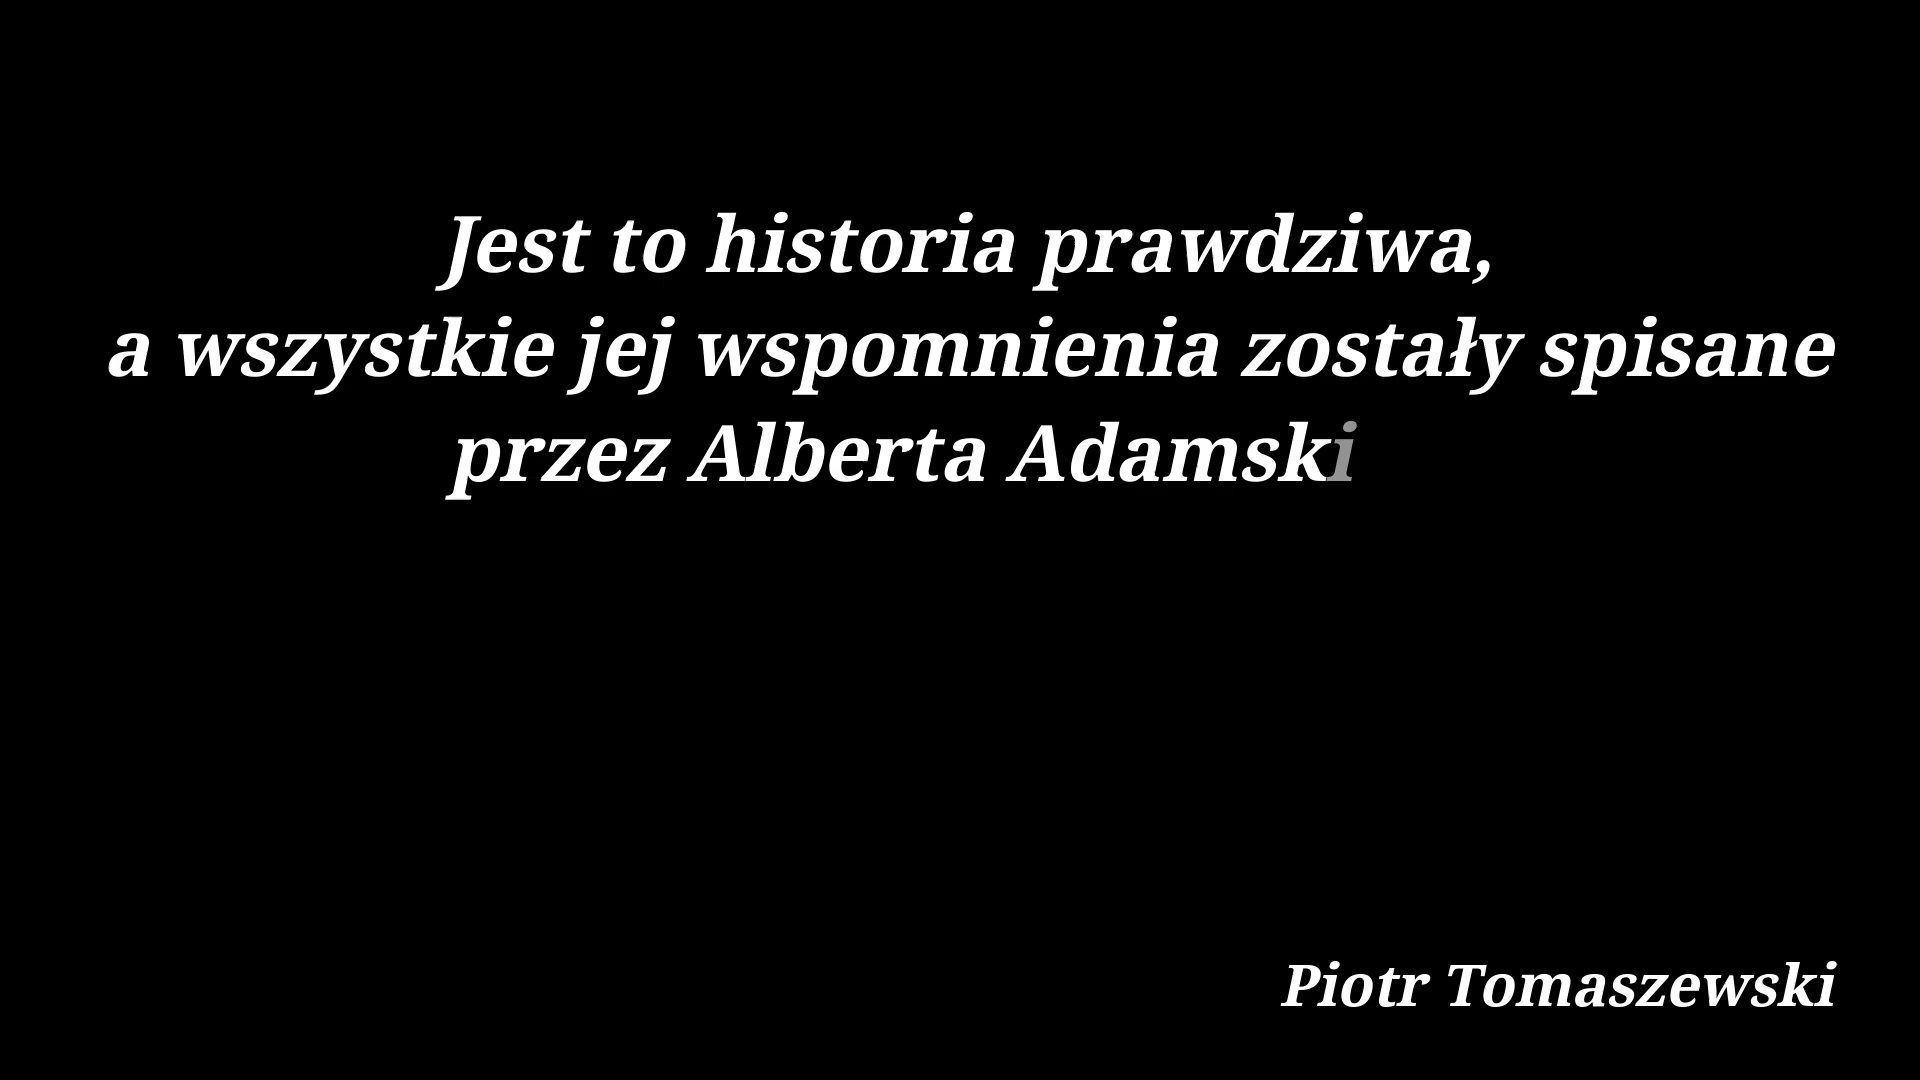 Jest to historia prawdziwa,
a wszystkie jej wspomnienia zostały spisane
przez Alberta Adamski
Piotr Tomaszewski